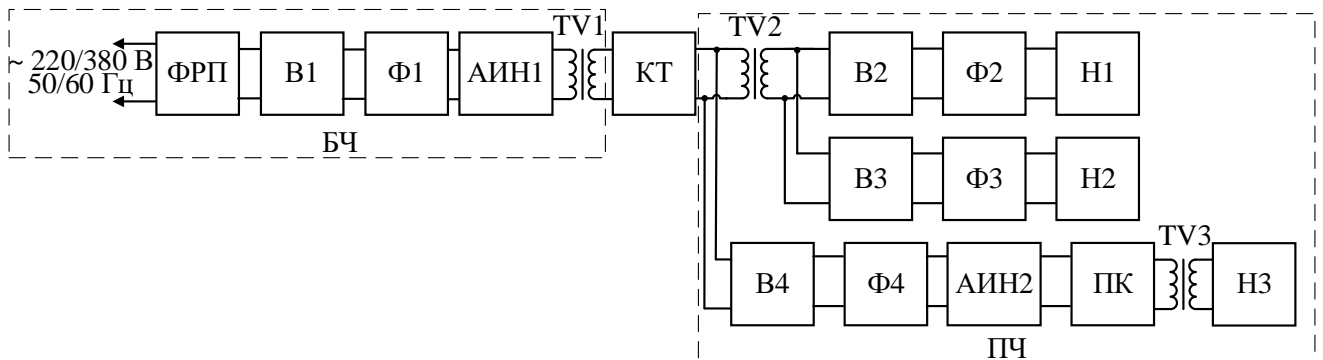 ~ 220/380 В
50/60 Гц
ФРП
В1
Ф1
АИН1
TV1
КТ
БЧ
TV2
В2
Ф2
Н1
В3
Ф3
Н2
В4
Ф4
АИН2
ПК
TV3
Н3
ПЧ